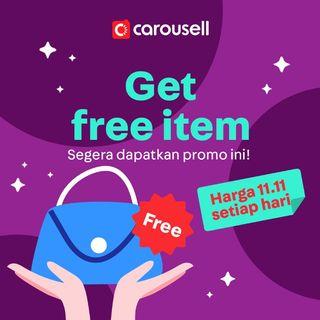 carousell
Get
free item
Segera dapatkan promo ini!
Harga 11.11
setiap hari
Free